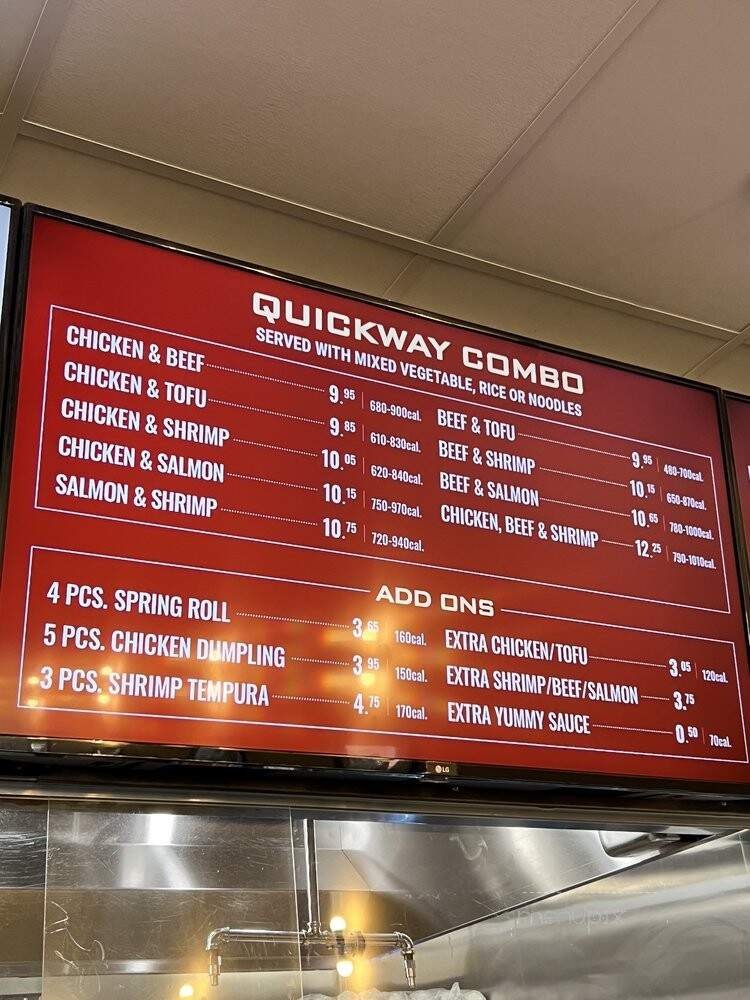 QUICKWAY COMBO
SERVED WITH MIXED VEGETABLE, RICE OR NOODLES
CHICKEN & BEEF 9.95 680-900cal.
CHICKEN & TOFU 9.85 610-830cal.
CHICKEN & SHRIMP 10.05 620-840cal.
CHICKEN & SALMON 10.15 750-970cal.
SALMON & SHRIMP 10.75 720-940cal.
BEEF & TOFU 9.95 480-700cal.
BEEF & SHRIMP 10.15 650-870cal.
BEEF & SALMON 10.65 780-1000cal.
CHICKEN, BEEF & SHRIMP 12.25 790-1010cal.
ADD ONS
4 PCS. SPRING ROLL 3.65 160cal.
5 PCS. CHICKEN DUMPLING 3.95 150cal.
3 PCS. SHRIMP TEMPURA 4.75 170cal.
EXTRA CHICKEN/TOFU 3.05 120cal.
EXTRA SHRIMP/BEEF/SALMON 3.75
EXTRA YUMMY SAUCE 0.50 70cal.
LG
menupix